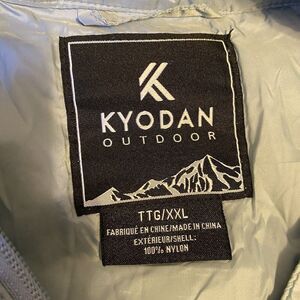 KYODAN
OUTDOOR
TTG/XXL
FABRIQUÉ EN CHINE/MADE IN CHINA
EXTÉRIEUR/SHELL:
100% NYLON